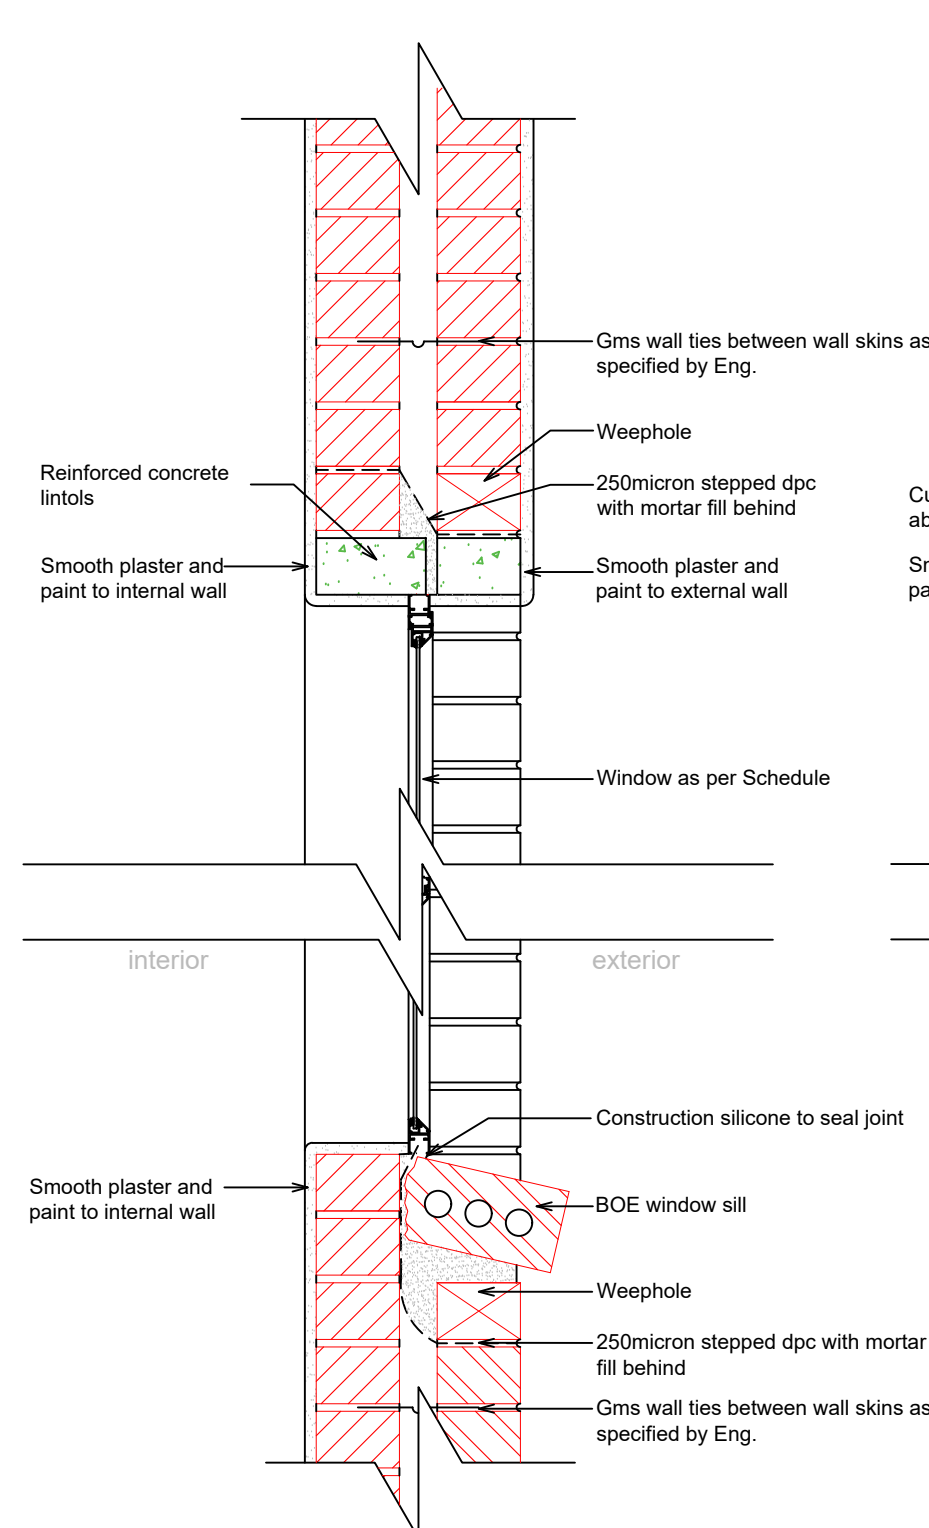 Gms wall ties between wall skins as
specified by Eng.
Weephole
Reinforced concrete
lintols
250micron stepped dpc
with mortar fill behind
Smooth plaster and
paint to internal wall
Smooth plaster and
paint to external wall
Window as per Schedule
interior
exterior
Construction silicone to seal joint
Smooth plaster and
paint to internal wall
BOE window sill
Weephole
250micron stepped dpc with mortar
fill behind
Gms wall ties between wall skins as
specified by Eng.